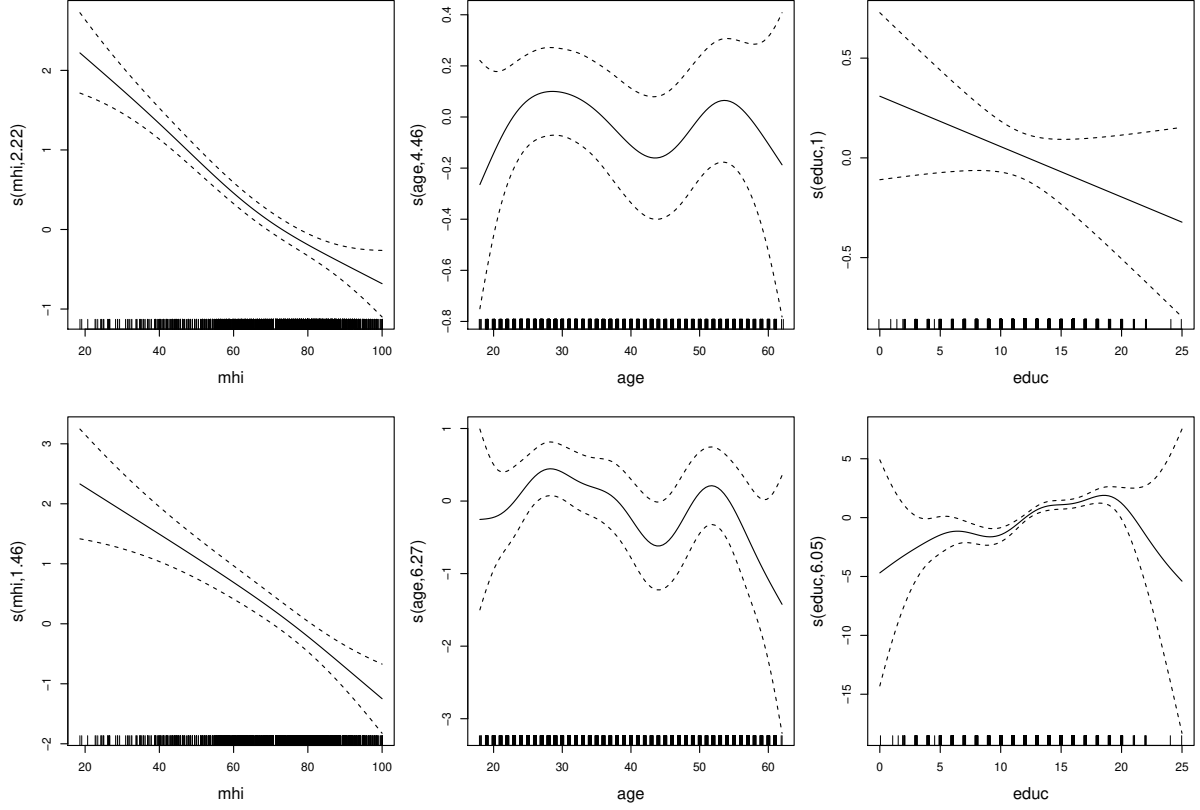 2
1
0
−1
s(mhi,2.22)
20 40 60 80 100
mhi
0.4
0.2
0.0
−0.2
−0.4
−0.6
−0.8
s(age,4.46)
20 30 40 50 60
age
0.5
0.0
−0.5
s(educ,1)
0 5 10 15 20 25
educ
3
2
1
0
−1
−2
s(mhi,1.46)
20 40 60 80 100
mhi
1
0
−1
−2
−3
s(age,6.27)
20 30 40 50 60
age
5
0
−5
−10
−15
s(educ,6.05)
0 5 10 15 20 25
educ